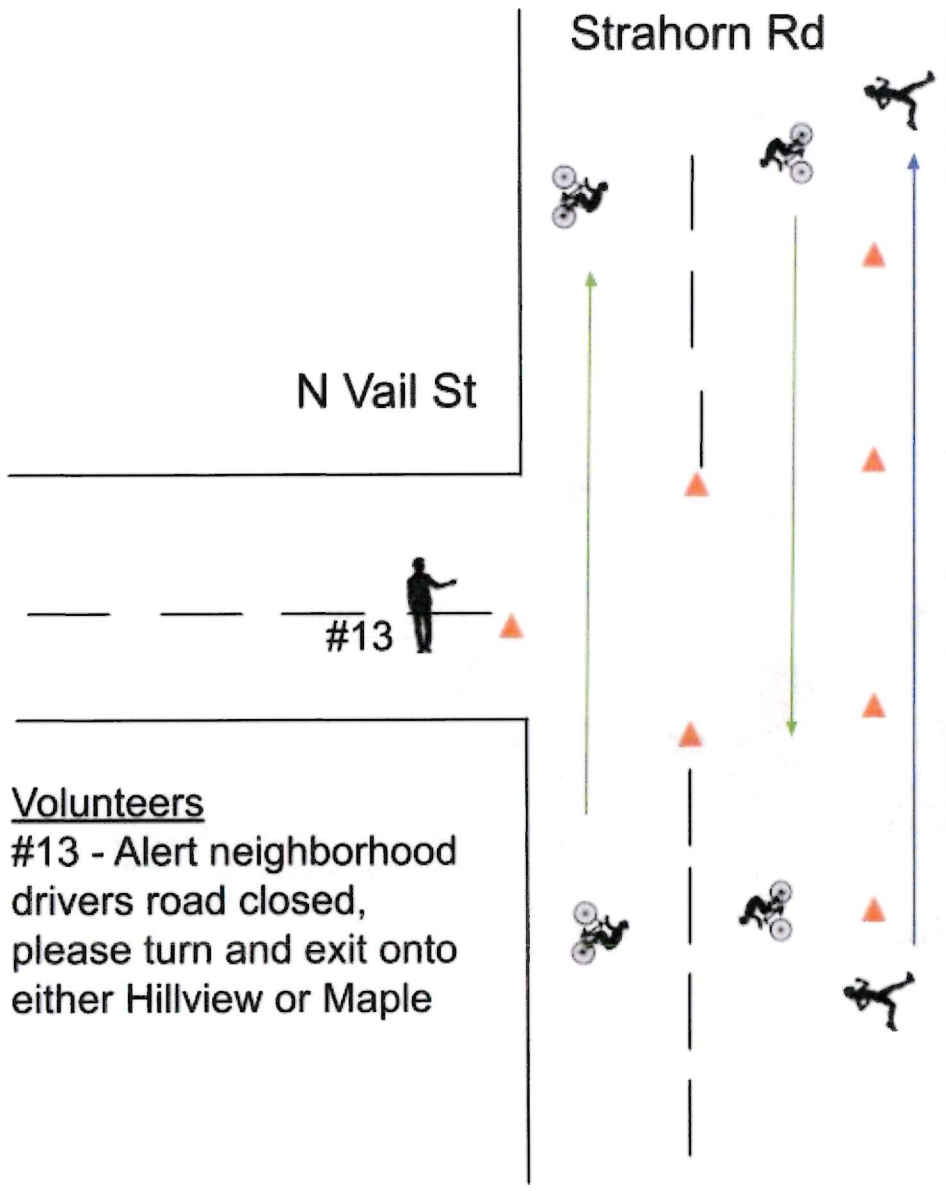 Strahorn Rd
N Vail St
#13
Volunteers
#13 - Alert neighborhood
drivers road closed,
please turn and exit onto
either Hillview or Maple